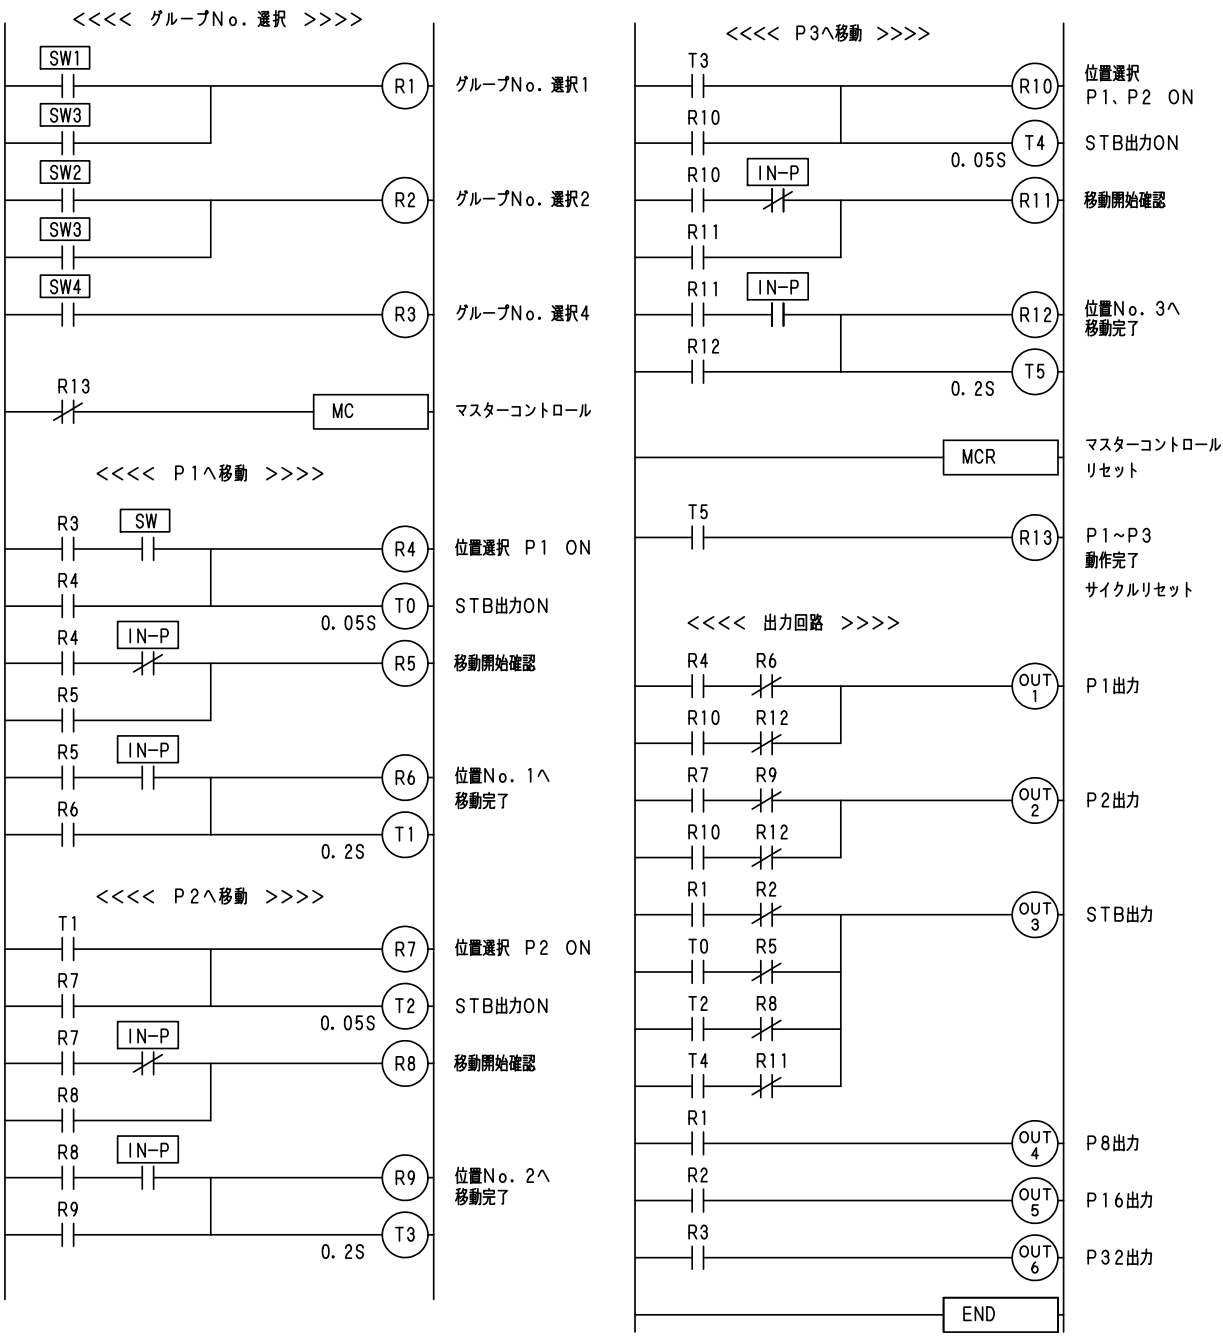 <<<< グループNo. 選択 >>>>
SW1
R1 グループNo. 選択1
SW3
SW2
R2 グループNo. 選択2
SW3
SW4
R3 グループNo. 選択4
R13
MC マスターコントロール
<<<< P1へ移動 >>>>
R3 SW
R4 位置選択 P1 ON
R4
T0 STB出力ON
0.05S
R4 IN-P
R5 移動開始確認
R5
R5 IN-P
R6 位置No. 1へ
移動完了
R6
T1
0.2S
<<<< P2へ移動 >>>>
T1
R7 位置選択 P2 ON
R7
T2 STB出力ON
0.05S
R7 IN-P
R8 移動開始確認
R8
R8 IN-P
R9 位置No. 2へ
移動完了
R9
T3
0.2S
<<<< P3へ移動 >>>>
T3
R10 位置選択
P1、P2 ON
R10
T4 STB出力ON
0.05S
R10 IN-P
R11 移動開始確認
R11
R11 IN-P
R12 位置No. 3へ
移動完了
R12
T5
0.2S
MCR マスターコントロール
リセット
T5
R13 P1~P3
動作完了
サイクルリセット
<<<< 出力回路 >>>>
R4 R6
OUT 1 P1出力
R10 R12
R7 R9
OUT 2 P2出力
R10 R12
R1 R2
OUT 3 STB出力
T0 R5
T2 R8
T4 R11
R1
OUT 4 P8出力
R2
OUT 5 P16出力
R3
OUT 6 P32出力
END